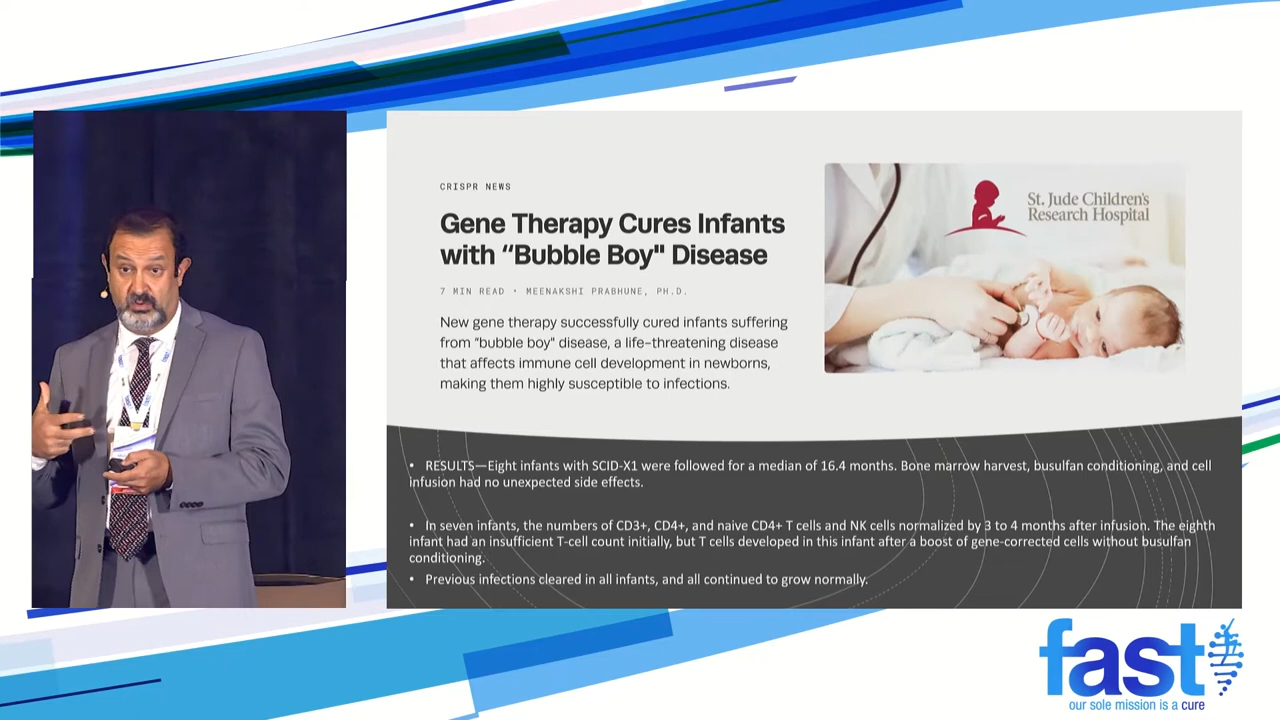 CRISPR NEWS
Gene Therapy Cures Infants
with “Bubble Boy" Disease
7 MIN READ • MEENAKSHI PRABHUNE, PH.D.
New gene therapy successfully cured infants suffering
from "bubble boy" disease, a life-threatening disease
that affects immune cell development in newborns,
making them highly susceptible to infections.
St. Jude Children's
Research Hospital
• RESULTS—Eight infants with SCID-X1 were followed for a median of 16.4 months. Bone marrow harvest, busulfan conditioning, and cell
infusion had no unexpected side effects.
• In seven infants, the numbers of CD3+, CD4+, and naive CD4+ T cells and NK cells normalized by 3 to 4 months after infusion. The eighth
infant had an insufficient T-cell count initially, but T cells developed in this infant after a boost of gene-corrected cells without busulfan
conditioning.
• Previous infections cleared in all infants, and all continued to grow normally.
fast
our sole mission is a cure